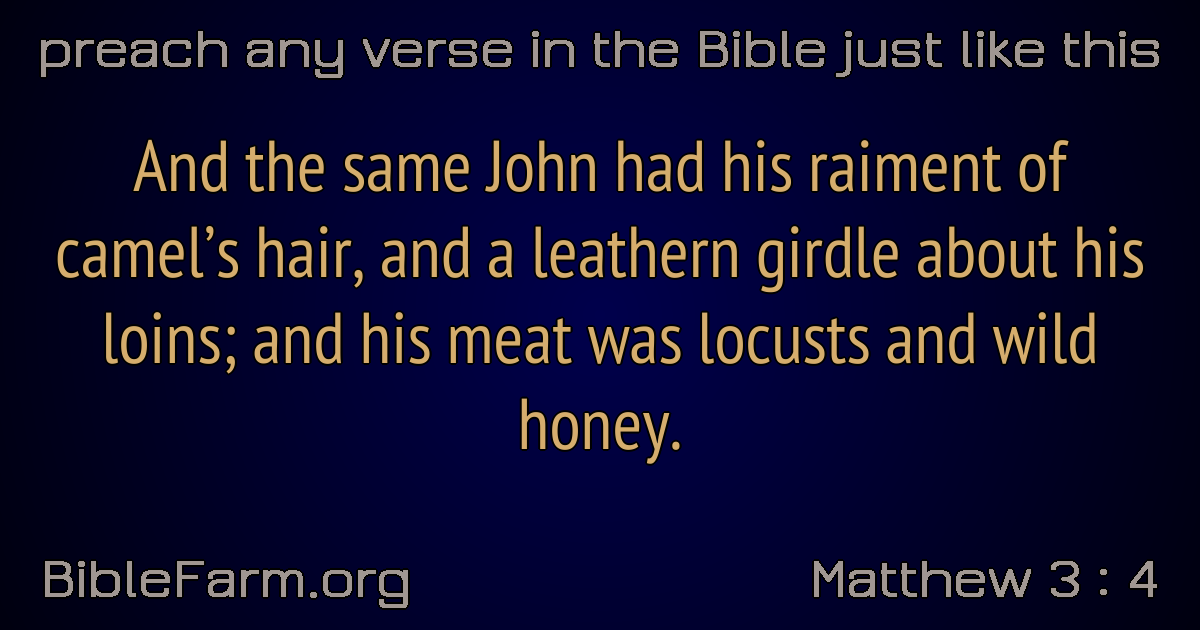 preach any verse in the Bible just like this
And the same John had his raiment of
camel’s hair, and a leathern girdle about his
loins; and his meat was locusts and wild
honey.
BibleFarm.org
Matthew 3 : 4